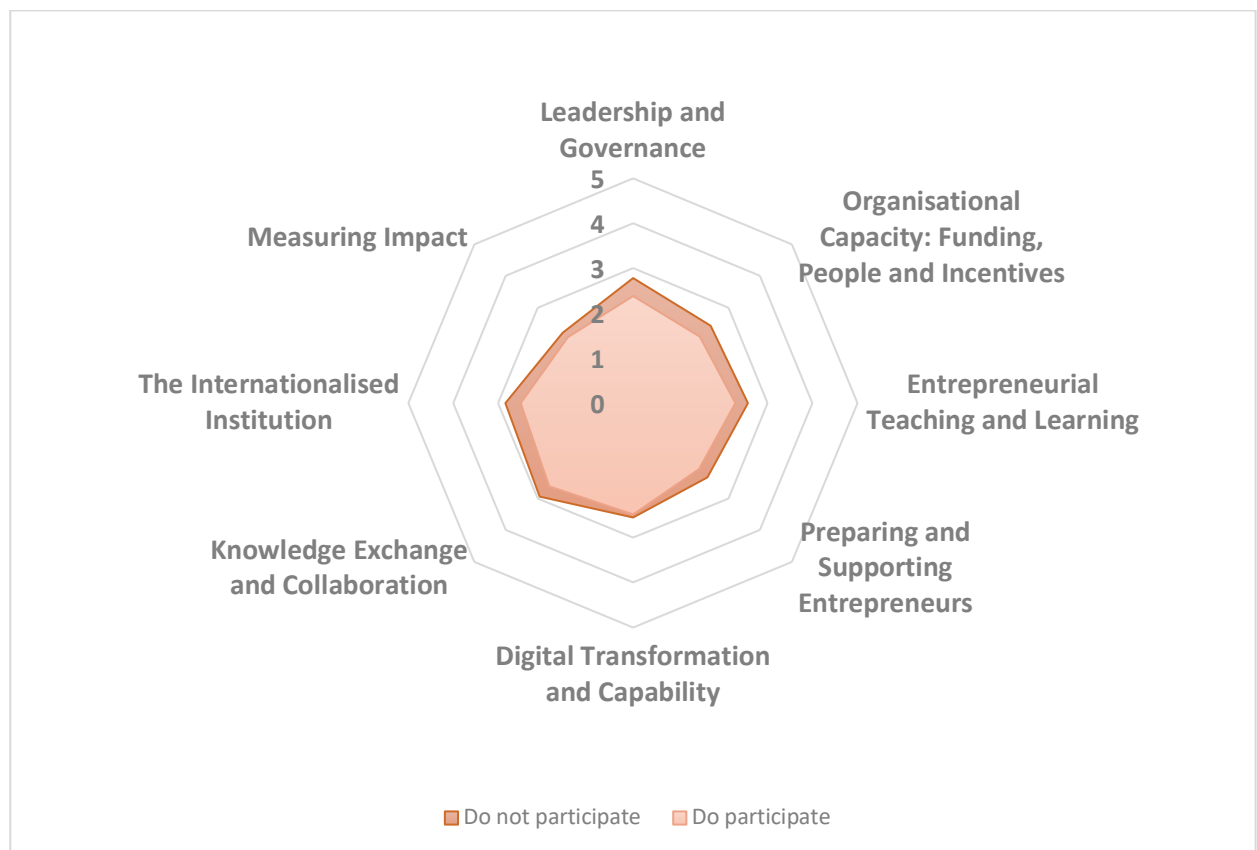 Leadership and
Governance
5
4
3
2
1
0
Organisational
Capacity: Funding,
People and Incentives
Entrepreneurial
Teaching and Learning
Preparing and
Supporting
Entrepreneurs
Digital Transformation
and Capability
Knowledge Exchange
and Collaboration
The Internationalised
Institution
Measuring Impact
Do not participate
Do participate